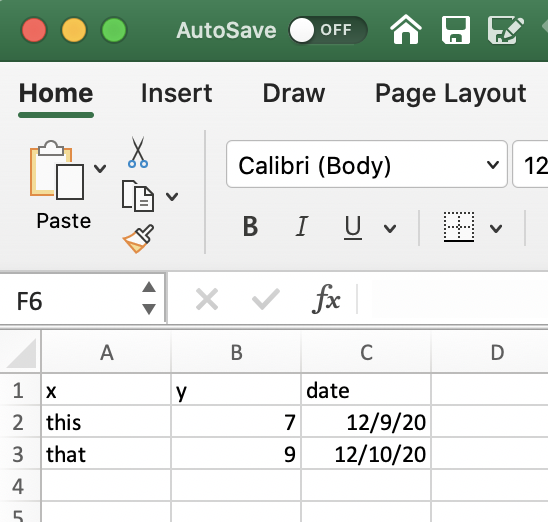 AutoSave OFF
Home Insert Draw Page Layout
Paste
Calibri (Body) 12
B I U
F6 fx
A B C D
1 x y date
2 this 7 12/9/20
3 that 9 12/10/20
4
5